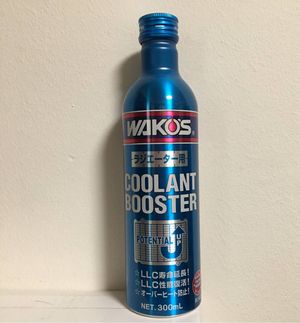 WAKO'S
ラジエーター用
COOLANT
BOOSTER
POTENTIAL UP
☆LLC寿命延長!
☆LLC性能復活!
☆オーバーヒート防止!
NET. 300mL